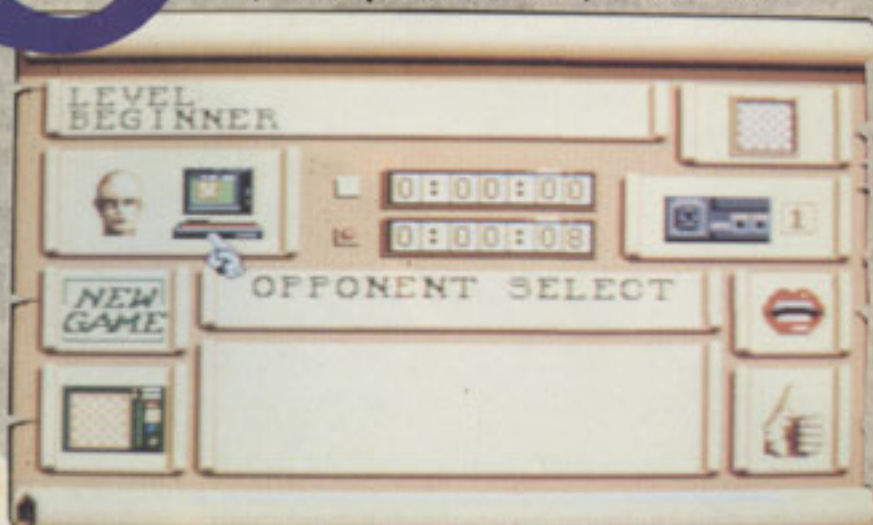 LEVEL
BEGINNER
0:00:00
0:00:08
1
OPPONENT SELECT
NEW
GAME